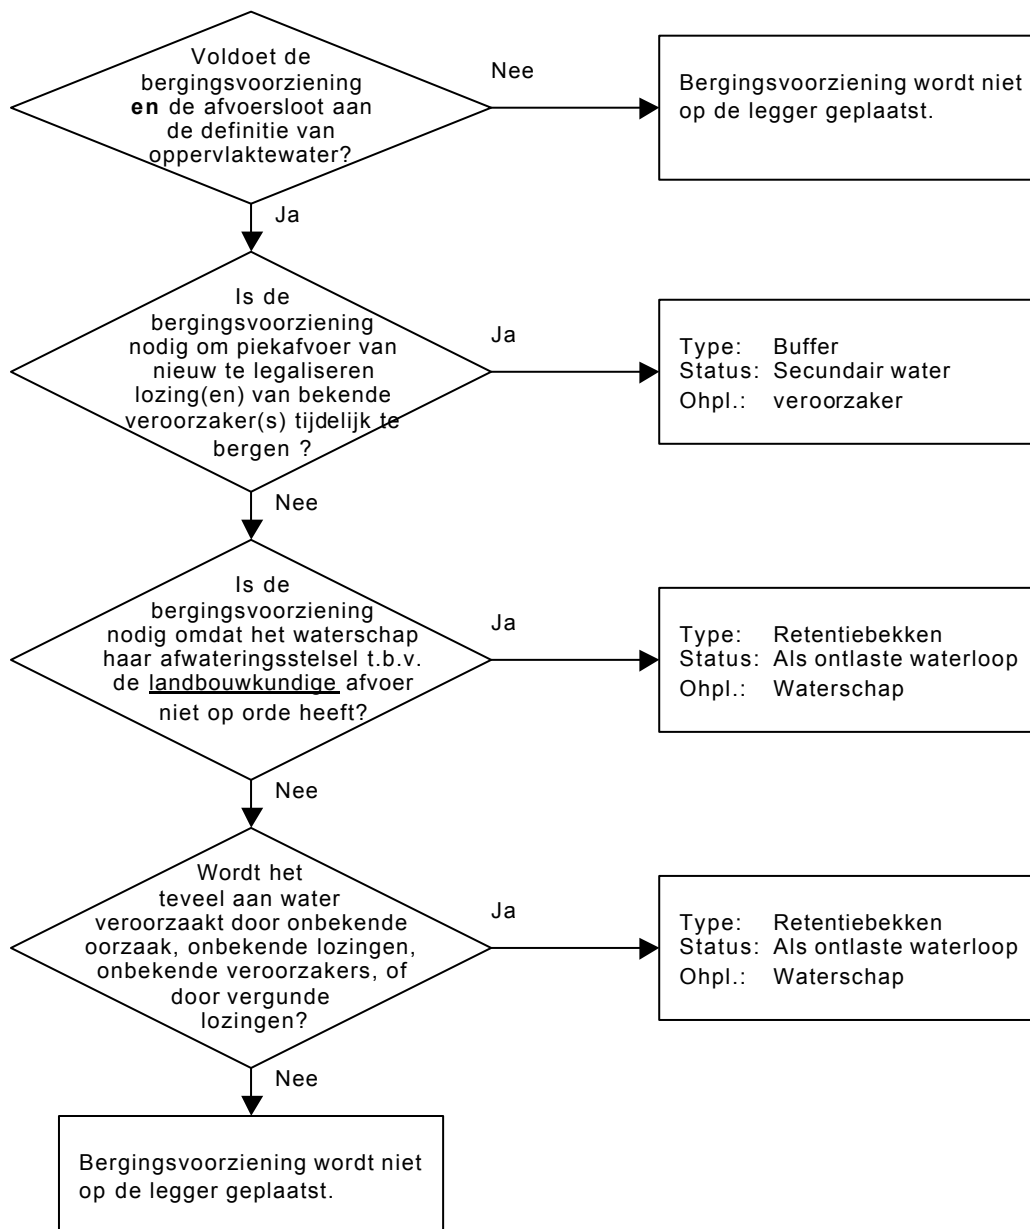 Voldoet de
bergingsvoorziening
en de afvoersloot aan
de definitie van
oppervlaktewater?
Nee
Bergingsvoorziening wordt niet
op de legger geplaatst.
Ja
Is de
bergingsvoorziening
nodig om piekafvoer van
nieuw te legaliseren
lozing(en) van bekende
veroorzaker(s) tijdelijk te
bergen ?
Ja
Type: Buffer
Status: Secundair water
Ohpl.: veroorzaker
Nee
Is de
bergingsvoorziening
nodig omdat het waterschap
haar afwateringsstelsel t.b.v.
de landbouwkundige afvoer
niet op orde heeft?
Ja
Type: Retentiebekken
Status: Als ontlaste waterloop
Ohpl.: Waterschap
Nee
Wordt het
teveel aan water
veroorzaakt door onbekende
oorzaak, onbekende lozingen,
onbekende veroorzakers, of
door vergunde
lozingen?
Ja
Type: Retentiebekken
Status: Als ontlaste waterloop
Ohpl.: Waterschap
Nee
Bergingsvoorziening wordt niet
op de legger geplaatst.